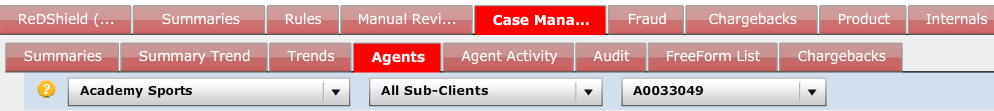 ReDShield (... Summaries Rules Manual Revi... Case Mana... Fraud Chargebacks Product Internals
Summaries Summary Trend Trends Agents Agent Activity Audit FreeForm List Chargebacks
? Academy Sports All Sub-Clients A0033049